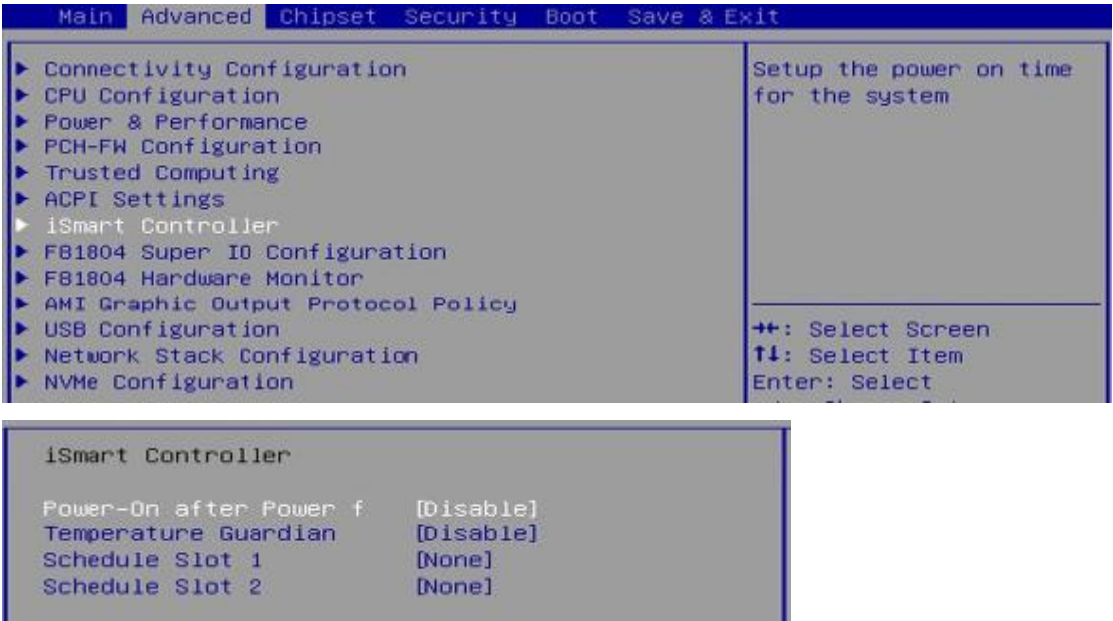 Main Advanced Chipset Security Boot Save & Exit
Connectivity Configuration
CPU Configuration
Power & Performance
PCH-FW Configuration
Trusted Computing
ACPI Settings
iSmart Controller
F81804 Super IO Configuration
F81804 Hardware Monitor
AMI Graphic Output Protocol Policy
USB Configuration
Network Stack Configuration
NVMe Configuration
Setup the power on time
for the system
→←: Select Screen
↑↓: Select Item
Enter: Select
iSmart Controller
Power-On after Power f [Disable]
Temperature Guardian [Disable]
Schedule Slot 1 [None]
Schedule Slot 2 [None]